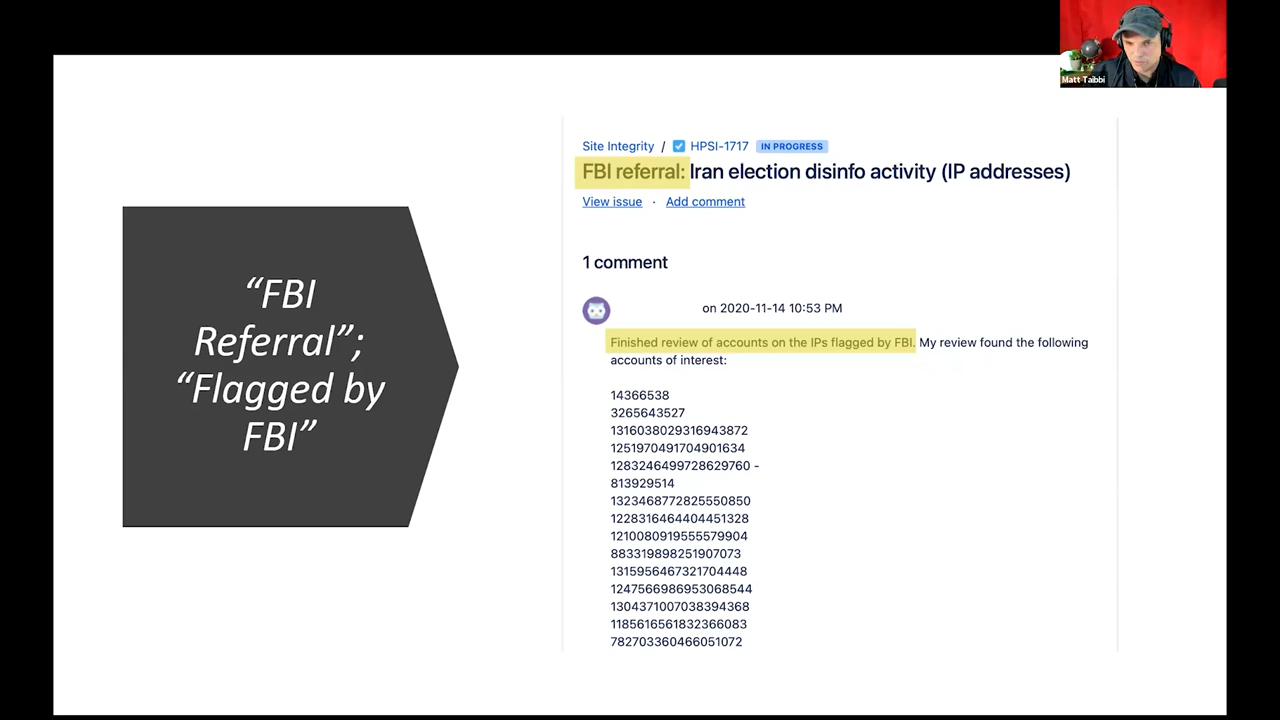 Matt Taibbi
“FBI
Referral”;
“Flagged by
FBI”
Site Integrity / HPSI-1717 IN PROGRESS
FBI referral: Iran election disinfo activity (IP addresses)
View issue · Add comment
1 comment
on 2020-11-14 10:53 PM
Finished review of accounts on the IPs flagged by FBI. My review found the following
accounts of interest:
14366538
3265643527
1316038029316943872
1251970491704901634
1283246499728629760 -
813929514
1323468772825550850
1228316464404451328
1210080919555579904
883319898251907073
1315956467321704448
1247566986953068544
1304371007038394368
1185616561832366083
782703360466051072